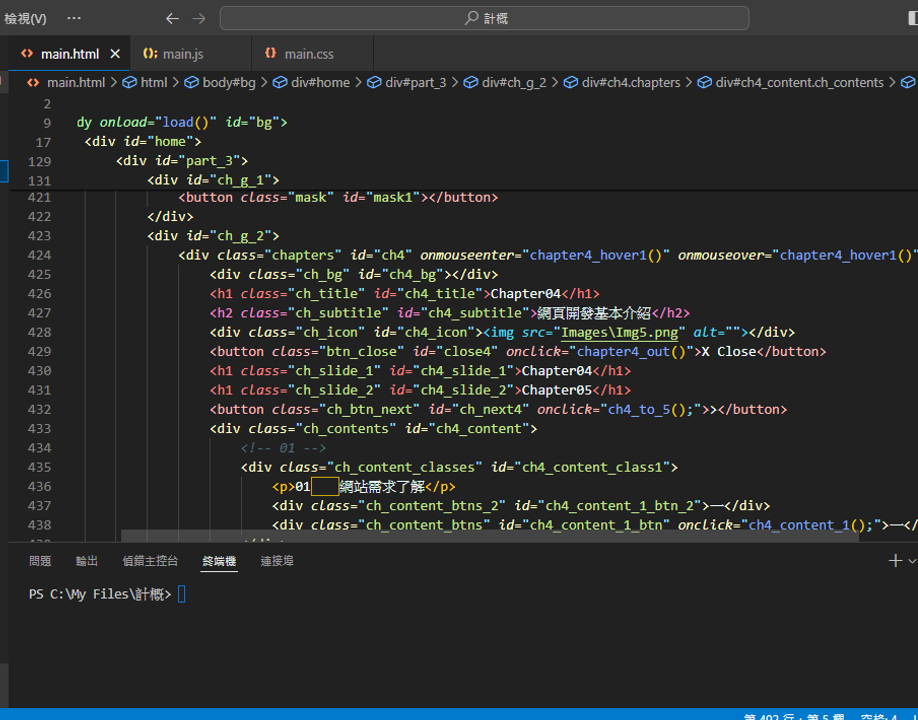 檢視(V) ··· ← → 計概
main.html × main.js main.css
main.html > html > body#bg > div#home > div#part_3 > div#ch_g_2 > div#ch4.chapters > div#ch4_content.ch_contents >
2
9 dy onload="load()" id="bg">
17 <div id="home">
129 <div id="part_3">
131 <div id="ch_g_1">
421 <button class="mask" id="mask1"></button>
422 </div>
423 <div id="ch_g_2">
424 <div class="chapters" id="ch4" onmouseenter="chapter4_hover1()" onmouseover="chapter4_hover1()"
425 <div class="ch_bg" id="ch4_bg"></div>
426 <h1 class="ch_title" id="ch4_title">Chapter04</h1>
427 <h2 class="ch_subtitle" id="ch4_subtitle">網頁開發基本介紹</h2>
428 <div class="ch_icon" id="ch4_icon"><img src="Images\Img5.png" alt=""></div>
429 <button class="btn_close" id="close4" onclick="chapter4_out()">X Close</button>
430 <h1 class="ch_slide_1" id="ch4_slide_1">Chapter04</h1>
431 <h1 class="ch_slide_2" id="ch4_slide_2">Chapter05</h1>
432 <button class="ch_btn_next" id="ch_next4" onclick="ch4_to_5();">></button>
433 <div class="ch_contents" id="ch4_content">
434 <!-- 01 -->
435 <div class="ch_content_classes" id="ch4_content_class1">
436 <p>01　網站需求了解</p>
437 <div class="ch_content_btns_2" id="ch4_content_1_btn_2">一</div>
438 <div class="ch_content_btns" id="ch4_content_1_btn" onclick="ch4_content_1();">一</
問題 輸出 偵錯主控台 終端機 連接埠
PS C:\My Files\計概>